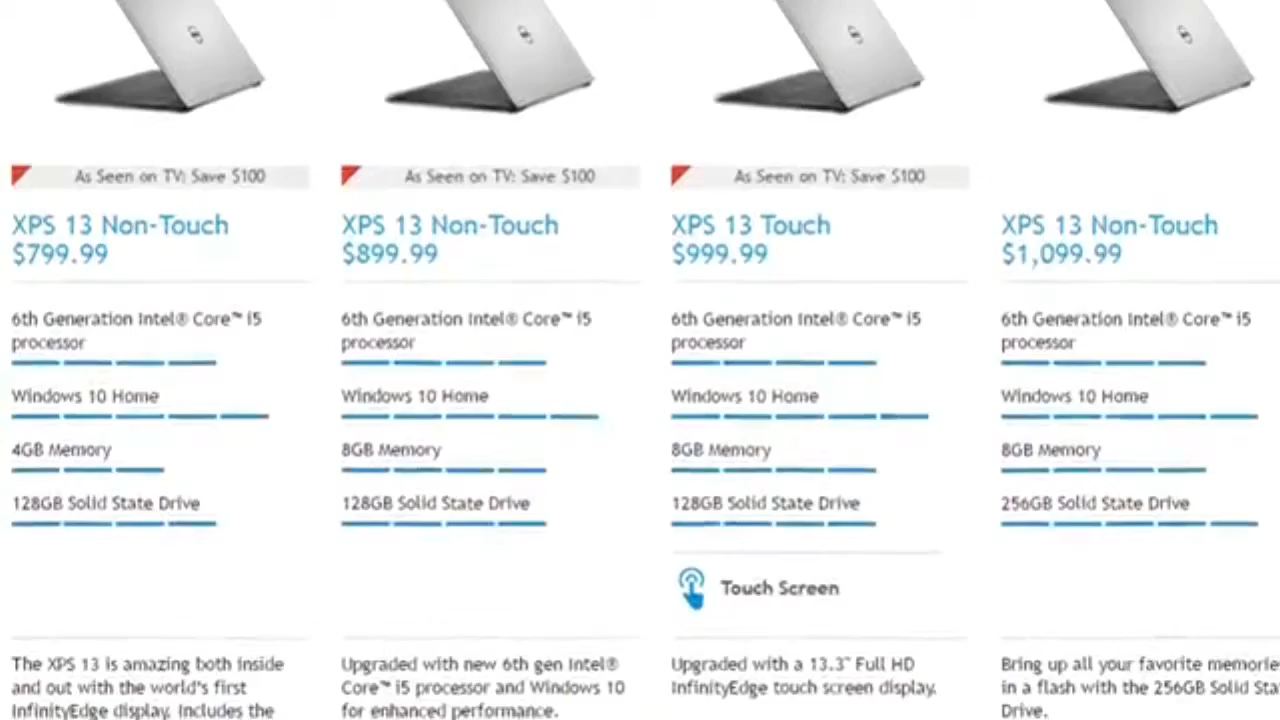 As Seen on TV: Save $100
XPS 13 Non-Touch
$799.99
6th Generation Intel® Core™ i5
processor
Windows 10 Home
4GB Memory
128GB Solid State Drive
The XPS 13 is amazing both inside
and out with the world's first
InfinityEdge display. Includes the
As Seen on TV: Save $100
XPS 13 Non-Touch
$899.99
6th Generation Intel® Core™ i5
processor
Windows 10 Home
8GB Memory
128GB Solid State Drive
Upgraded with new 6th gen Intel®
Core™ i5 processor and Windows 10
for enhanced performance.
As Seen on TV: Save $100
XPS 13 Touch
$999.99
6th Generation Intel® Core™ i5
processor
Windows 10 Home
8GB Memory
128GB Solid State Drive
Touch Screen
Upgraded with a 13.3" Full HD
InfinityEdge touch screen display.
XPS 13 Non-Touch
$1,099.99
6th Generation Intel® Core™ i5
processor
Windows 10 Home
8GB Memory
256GB Solid State Drive
Bring up all your favorite memorie
in a flash with the 256GB Solid Sta
Drive.